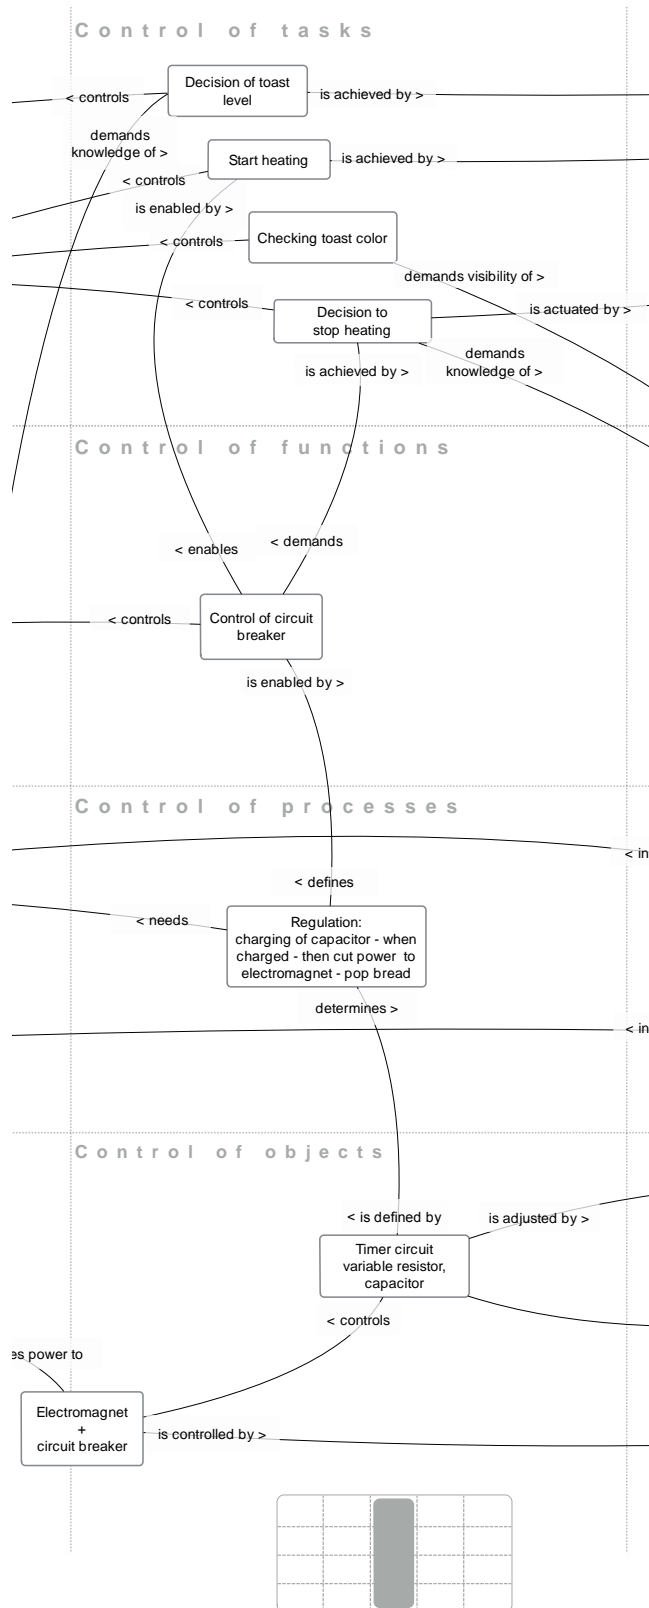 Control of tasks
Decision of toast
level
< controls
is achieved by >
demands
knowledge of >
Start heating
is achieved by >
< controls
is enabled by >
Checking toast color
< controls
demands visibility of >
< controls
Decision to
stop heating
is actuated by >
is achieved by >
demands
knowledge of >
Control of functions
< enables
< demands
Control of circuit
breaker
< controls
is enabled by >
Control of processes
< in
< defines
< needs
Regulation:
charging of capacitor - when
charged - then cut power to
electromagnet - pop bread
determines >
< in
Control of objects
< is defined by
is adjusted by >
Timer circuit
variable resistor,
capacitor
< controls
es power to
Electromagnet
+
circuit breaker
is controlled by >